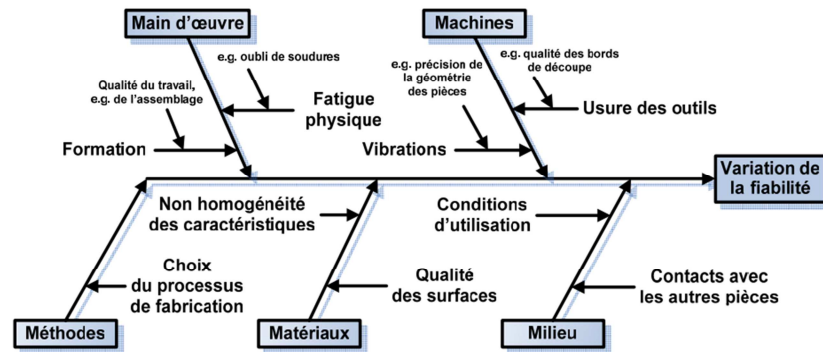 Main d'œuvre
Machines
e.g. oubli de soudures
e.g. précision de
la géométrie
des pièces
e.g. qualité des bords
de découpe
Qualité du travail,
e.g. de l'assemblage
Fatigue
physique
Usure des outils
Formation
Vibrations
Variation de
la fiabilité
Non homogénéité
des caractéristiques
Conditions
d'utilisation
Choix
du processus
de fabrication
Qualité
des surfaces
Contacts avec
les autres pièces
Méthodes
Matériaux
Milieu